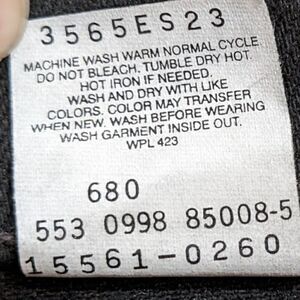 3565ES23
MACHINE WASH WARM NORMAL CYCLE
DO NOT BLEACH. TUMBLE DRY HOT.
HOT IRON IF NEEDED.
WASH AND DRY WITH LIKE
COLORS. COLOR MAY TRANSFER
WHEN NEW. WASH BEFORE WEARING.
WASH GARMENT INSIDE OUT.
WPL 423
680
553 0998 85008-5
15561-0260